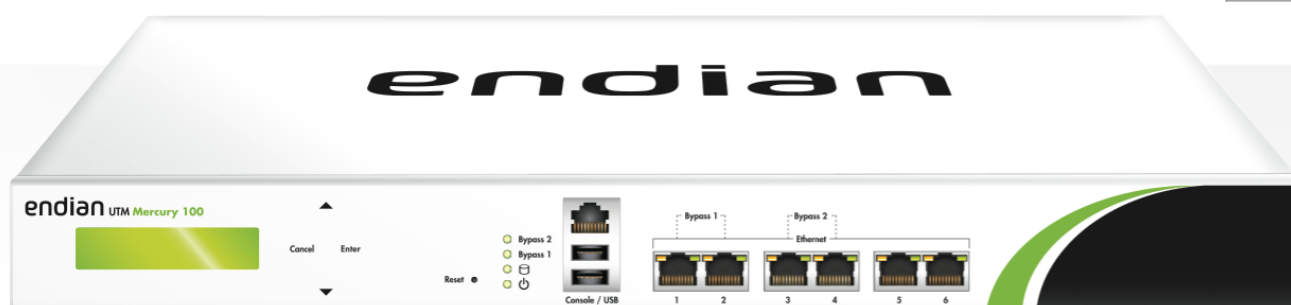 endian
endian UTM Mercury 100
Cancel Enter
Reset
Bypass 2
Bypass 1
Console / USB
Bypass 1 Bypass 2
Ethernet
1 2 3 4 5 6